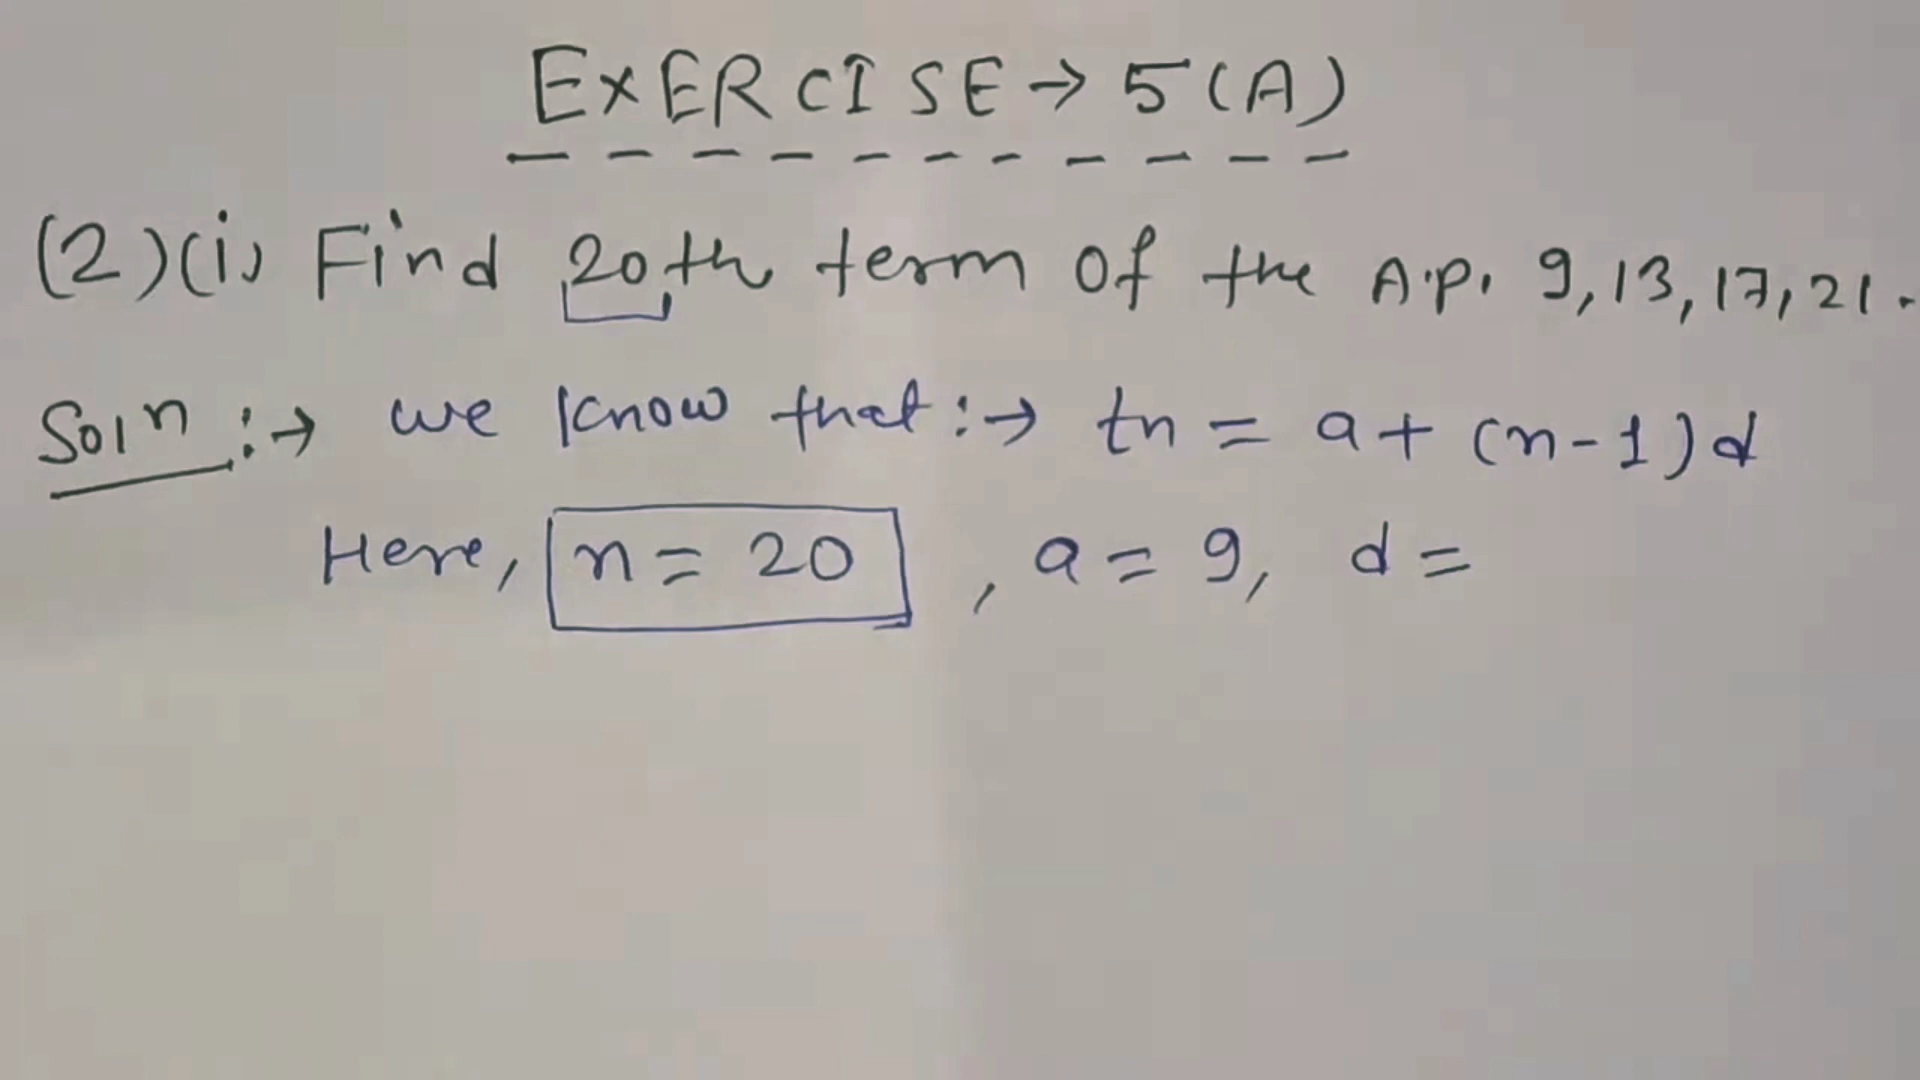 EXERCISE → 5(A)
(2)(i) Find 20th term of the A.P. 9, 13, 17, 21.
Soln :→ we know that :→ tn = a + (n-1)d
Here, n = 20, a = 9, d =